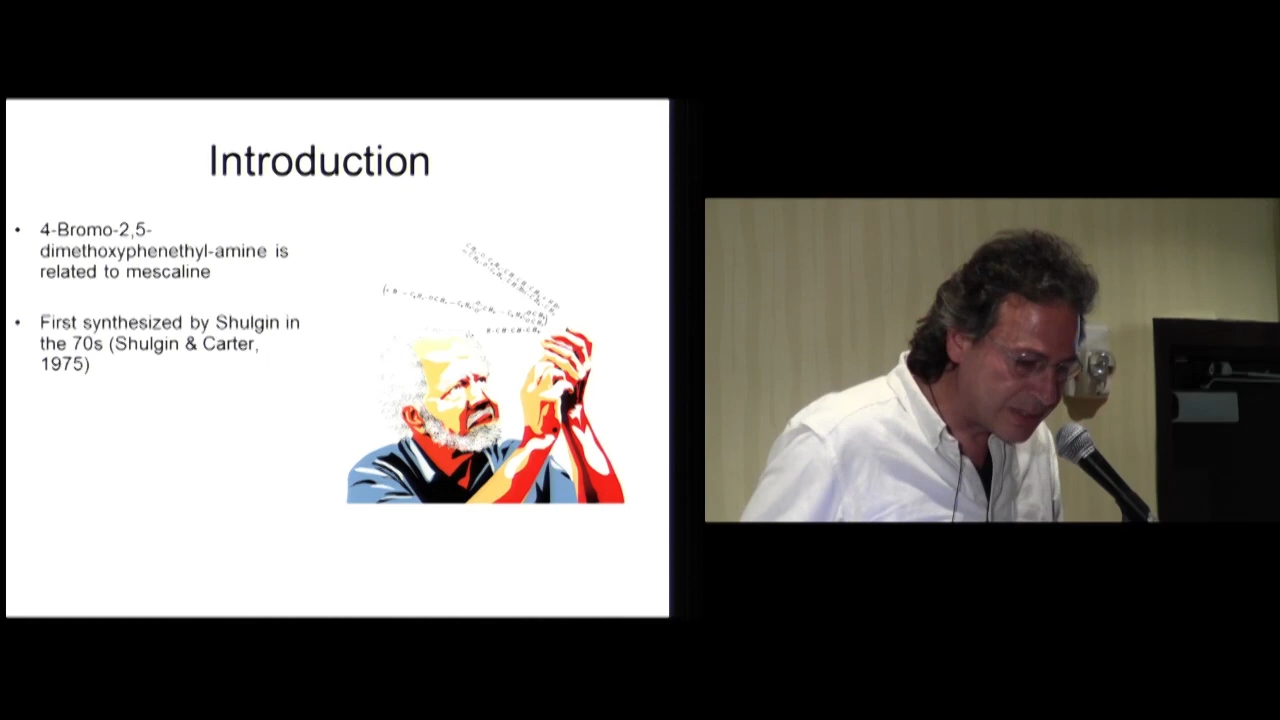 Introduction
• 4-Bromo-2,5-
dimethoxyphenethyl-amine is
related to mescaline
• First synthesized by Shulgin in
the 70s (Shulgin & Carter,
1975)